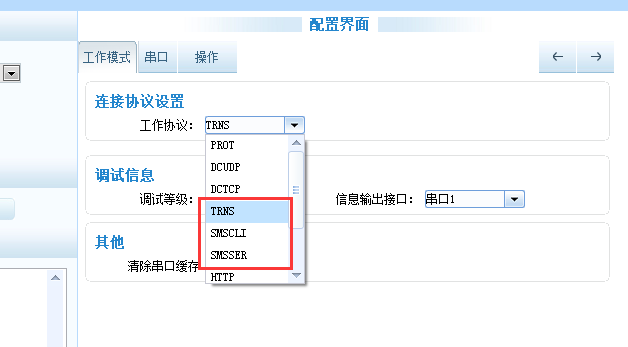 配置界面
工作模式 串口 操作 ← →
连接协议设置
工作协议： TRNS
PROT
DCUDP
调试信息
DCTCP
调试等级： 信息输出接口： 串口1
TRNS
SMSCLI
其他
SMSSER
清除串口缓存
HTTP